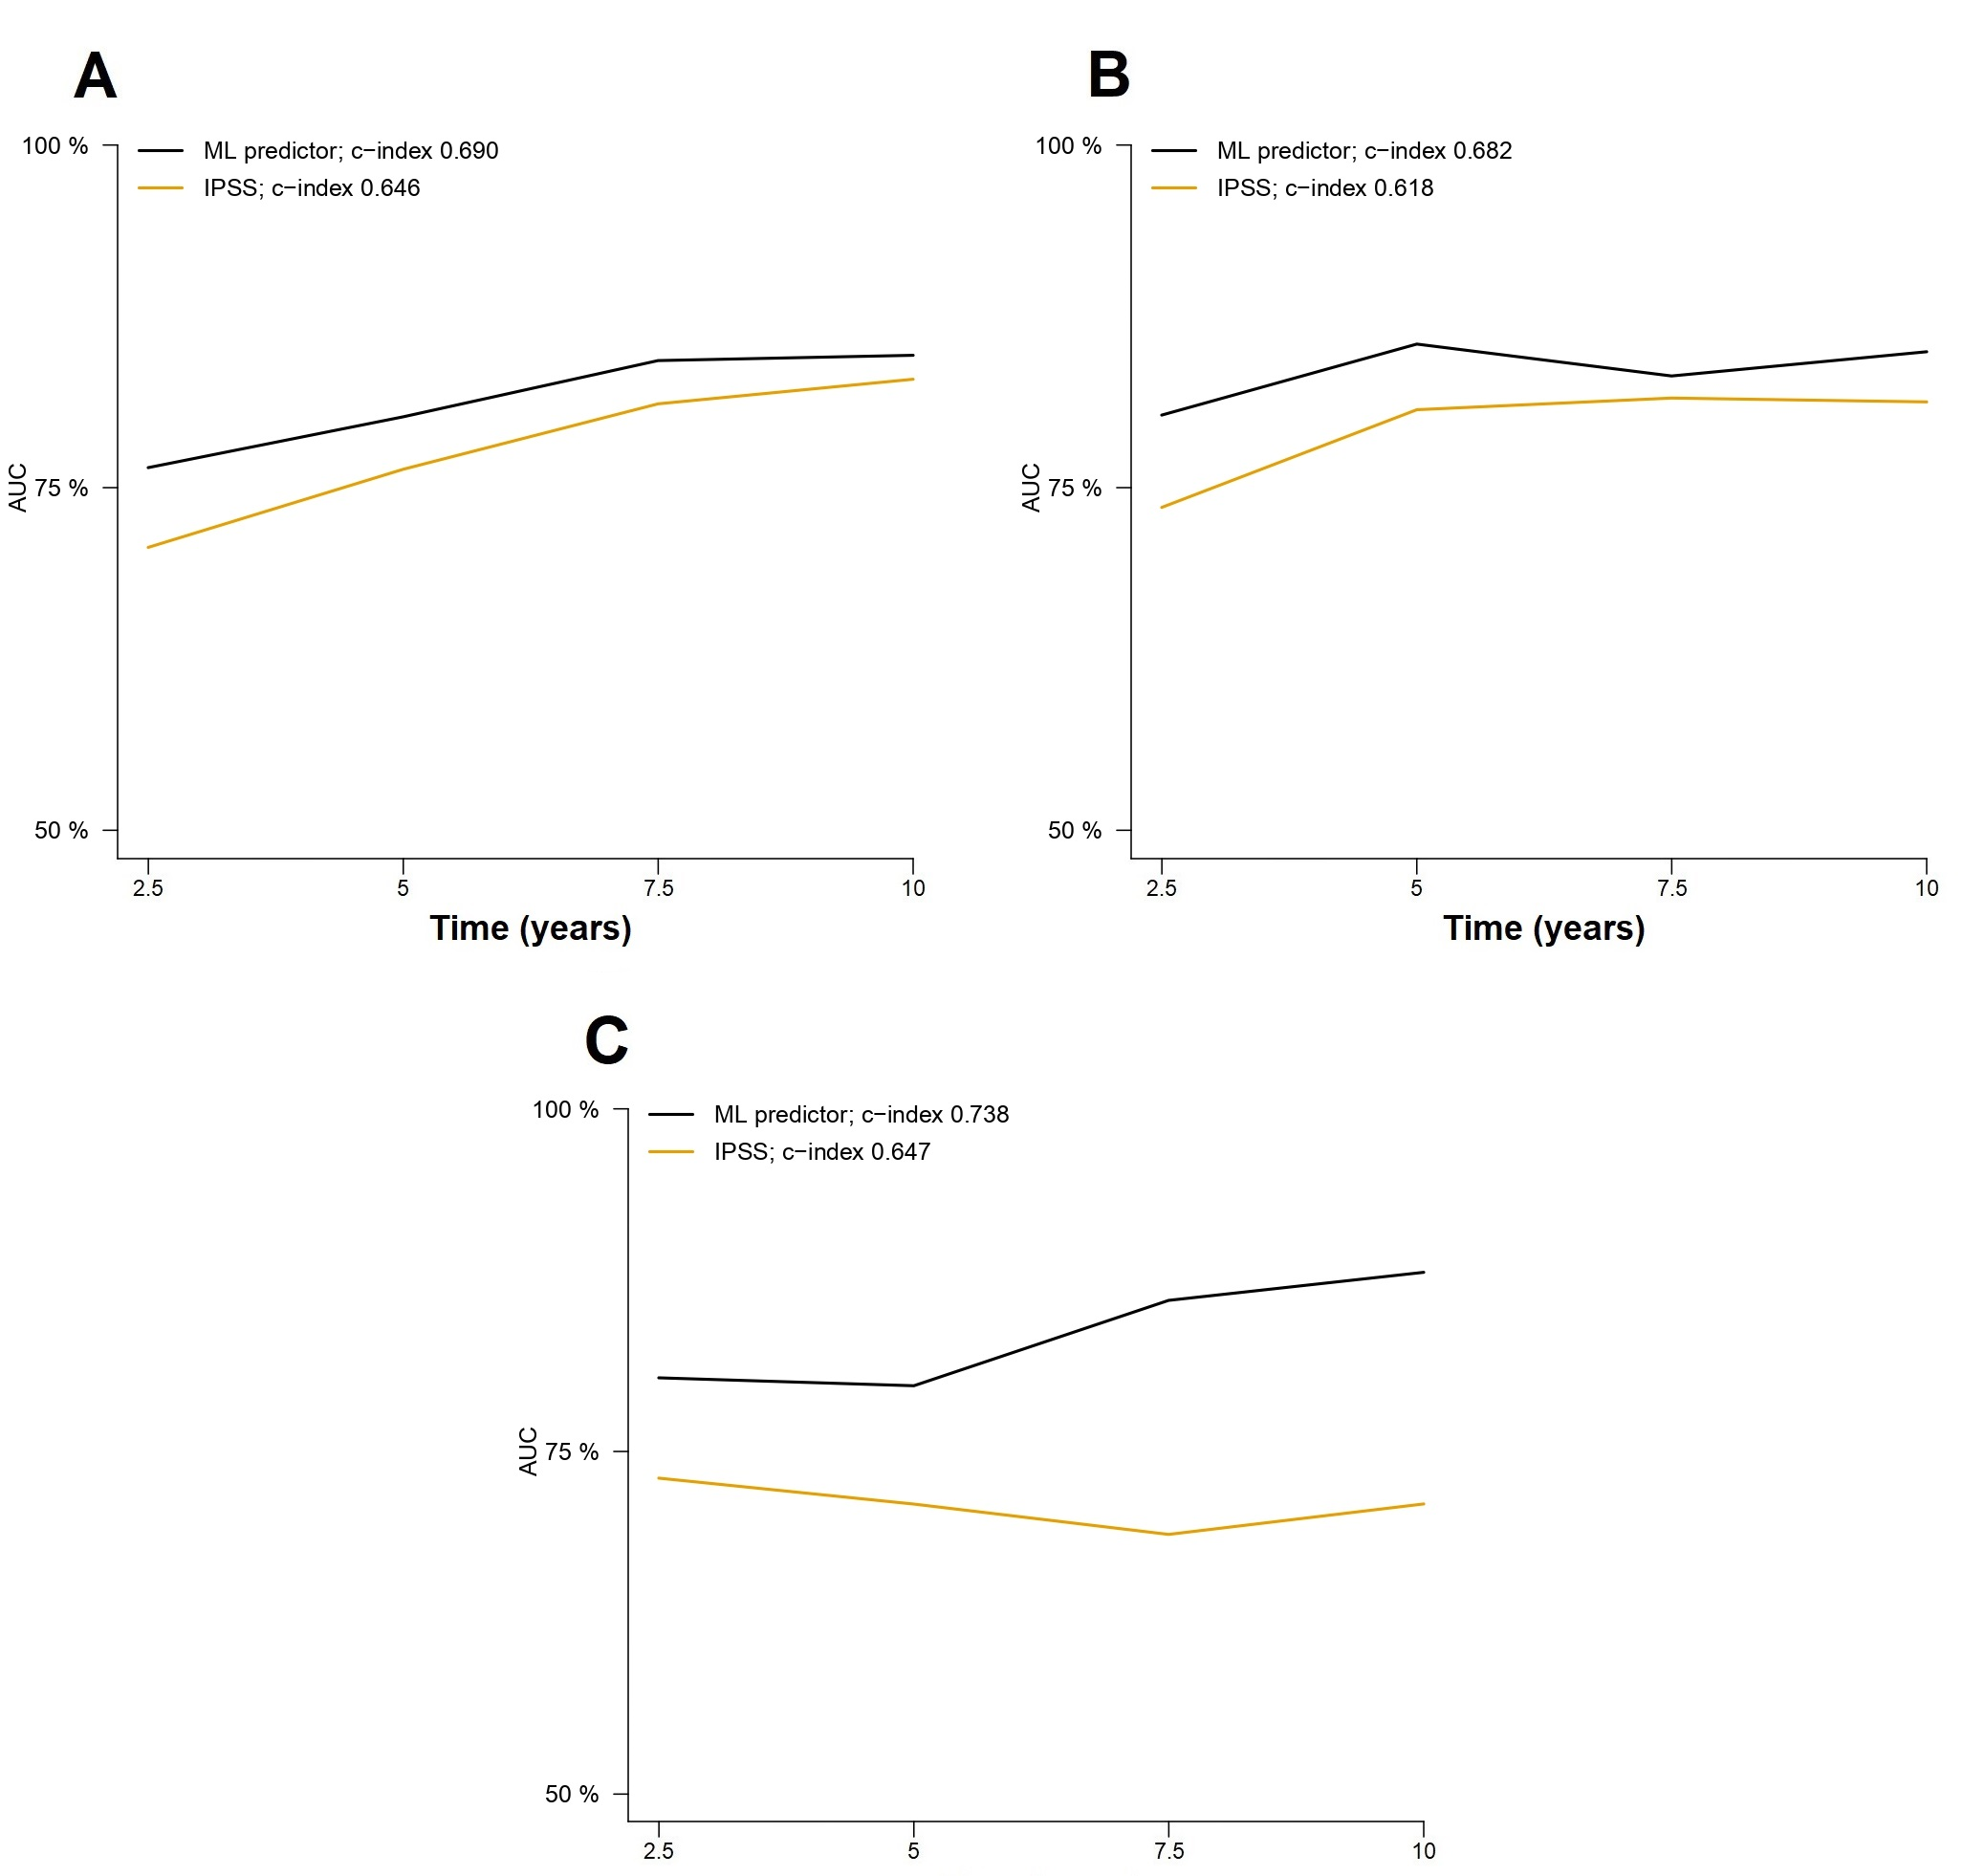 A
100 %
ML predictor; c−index 0.690
IPSS; c−index 0.646
AUC
75 %
50 %
2.5 5 7.5 10
Time (years)
B
100 %
ML predictor; c−index 0.682
IPSS; c−index 0.618
AUC
75 %
50 %
2.5 5 7.5 10
Time (years)
C
100 %
ML predictor; c−index 0.738
IPSS; c−index 0.647
AUC
75 %
50 %
2.5 5 7.5 10